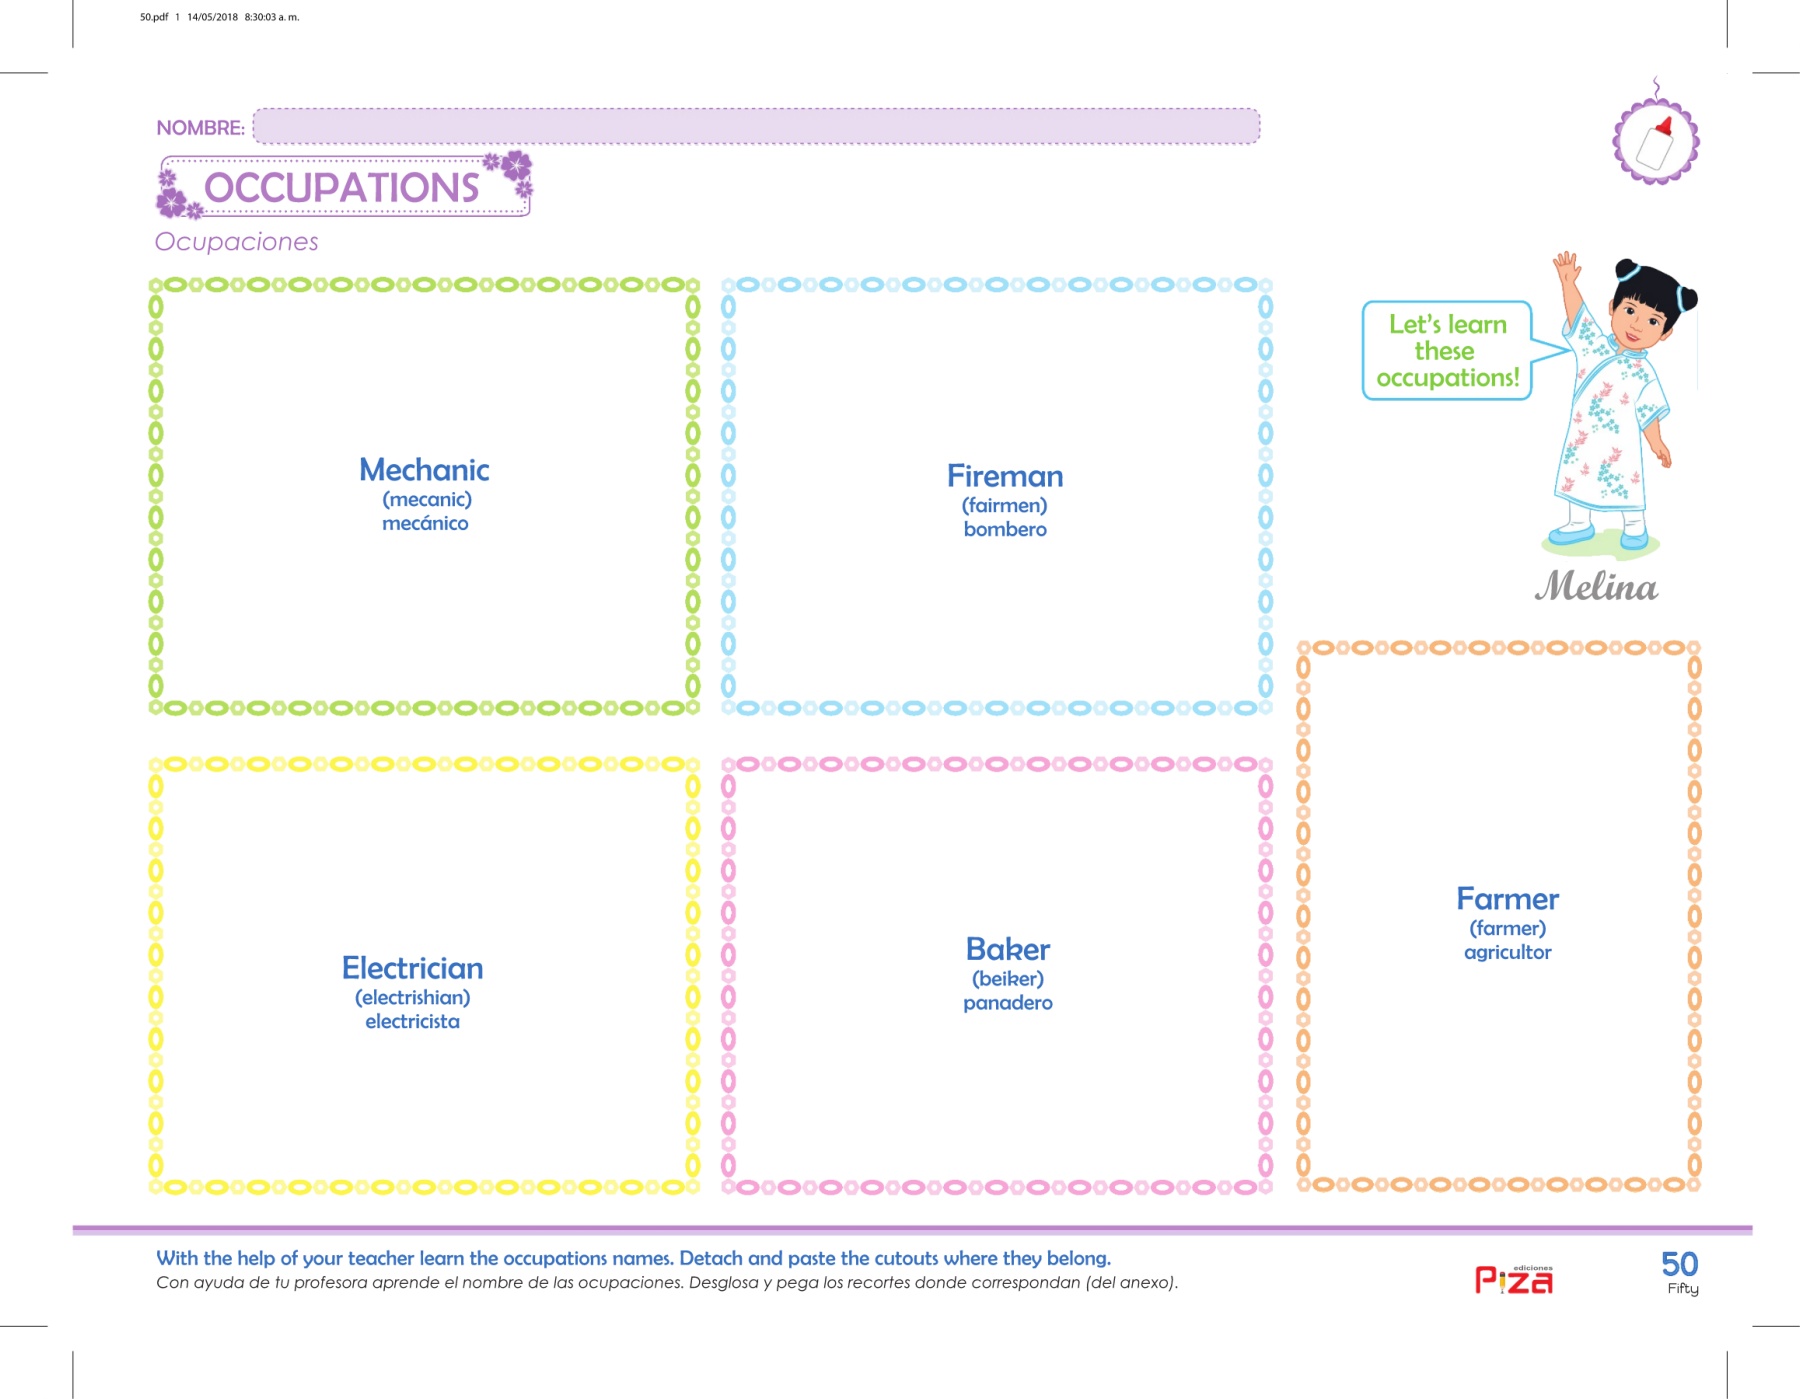 50.pdf 1 14/05/2018 8:30:03 a. m.
NOMBRE:
OCCUPATIONS
Ocupaciones
Let's learn
these
occupations!
Melina
Mechanic
(mecanic)
mecánico
Fireman
(fairmen)
bombero
Electrician
(electrishian)
electricista
Baker
(beiker)
panadero
Farmer
(farmer)
agricultor
With the help of your teacher learn the occupations names. Detach and paste the cutouts where they belong.
Con ayuda de tu profesora aprende el nombre de las ocupaciones. Desglosa y pega los recortes donde correspondan (del anexo).
ediciones
Piza
50
Fifty